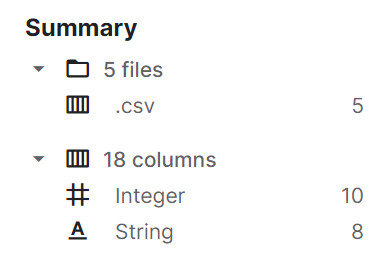 Summary
5 files
.csv 5
18 columns
Integer 10
String 8